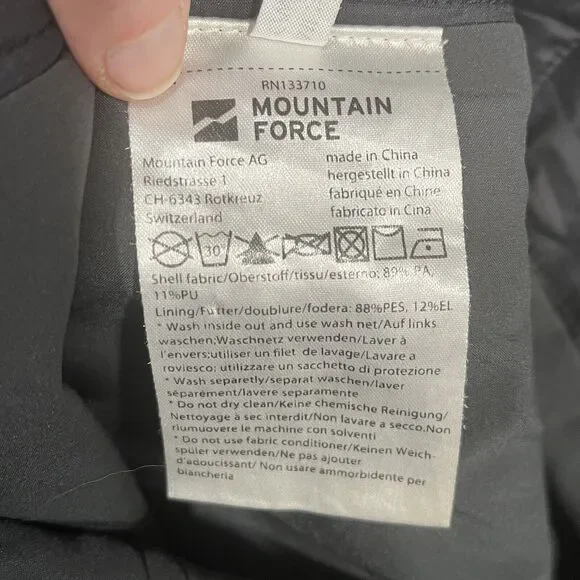 RN133710
MOUNTAIN
FORCE
Mountain Force AG
Riedstrasse 1
CH-6343 Rotkreuz
Switzerland
made in China
hergestellt in China
fabriqué en Chine
fabricato in Cina
30
Shell fabric/Oberstoff/tissu/esterno: 89% PA,
11%PU
Lining/Futter/doublure/fodera: 88%PES, 12%EL
* Wash inside out and use wash net/Auf links
waschen;Waschnetz verwenden/Laver à
l'envers;utiliser un filet de lavage/Lavare a
roviesco: utilizzare un sacchetto di protezione
* Wash separetly/separat waschen/laver
séparément/lavere separamente
* Do not dry clean/Keine chemische Reinigung/
Nettoyage à sec interdit/Non lavare a secco.Non
riumuovere le machine con solventi
* Do not use fabric conditioner/Keinen Weich-
spüler verwenden/Ne pas ajouter
d'adoucissant/ Non usare ammorbidente per
biancheria